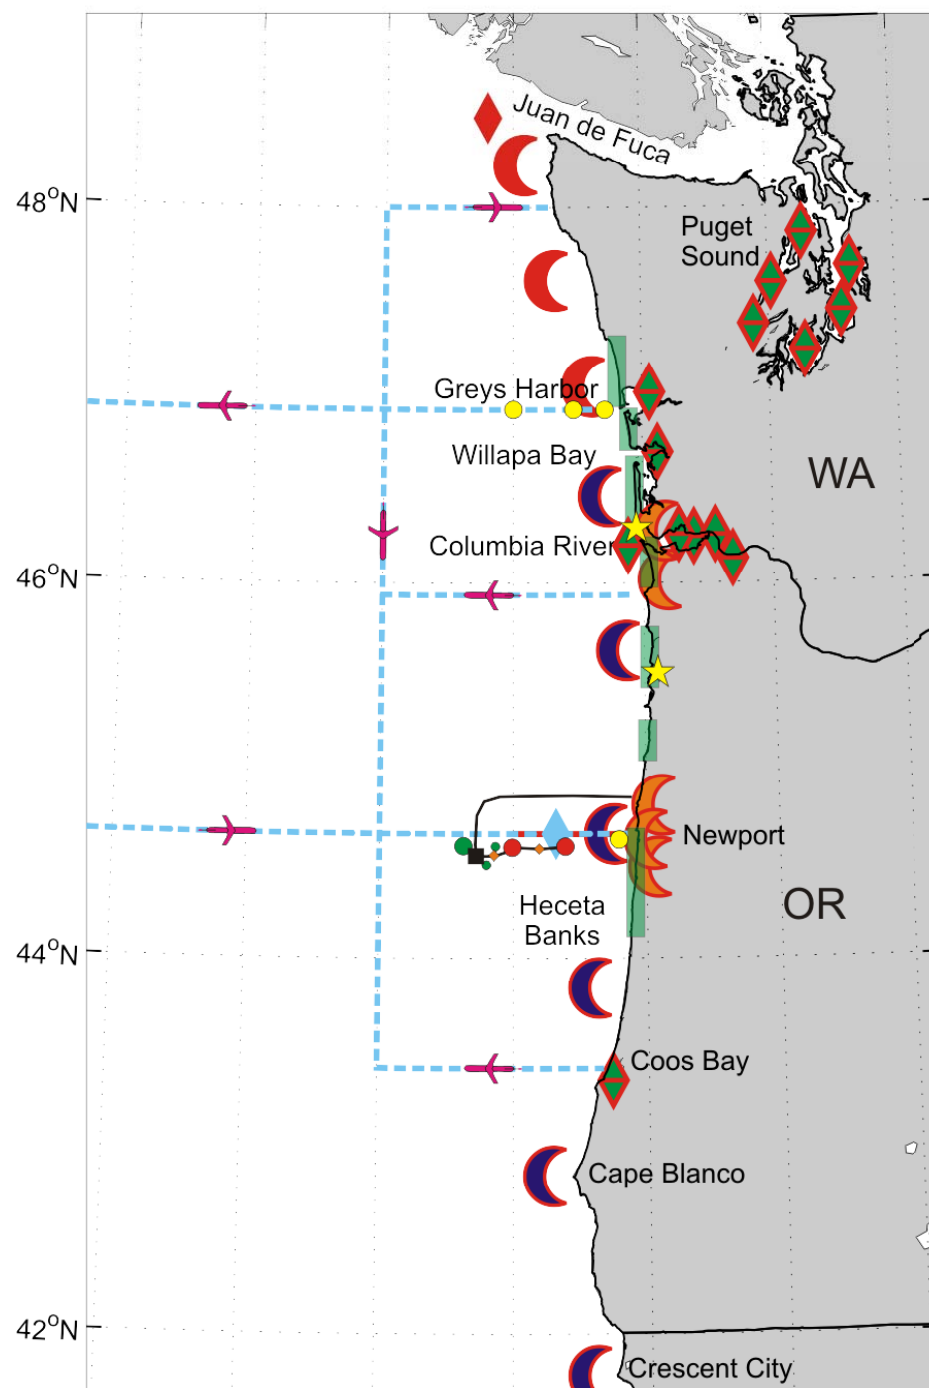 Juan de Fuca
48°N
Puget
Sound
Greys Harbor
Willapa Bay
WA
Columbia River
46°N
Newport
OR
Heceta
Banks
44°N
Coos Bay
Cape Blanco
42°N
Crescent City